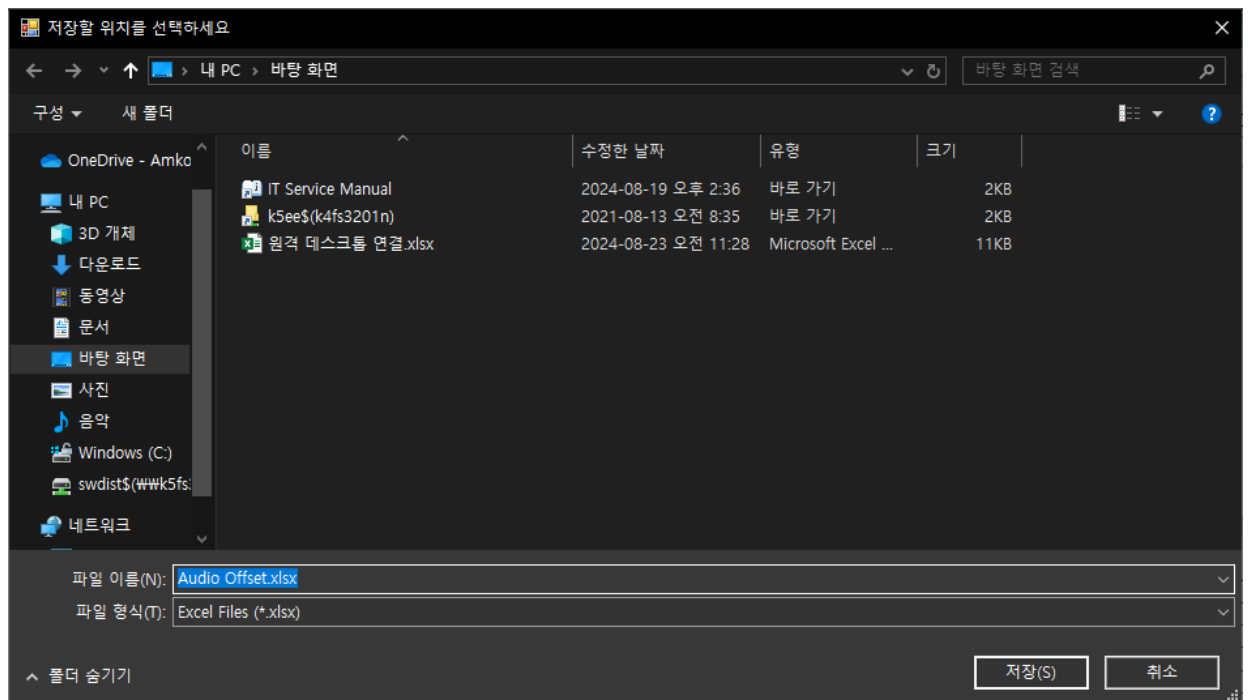 저장할 위치를 선택하세요
내 PC › 바탕 화면
바탕 화면 검색
구성
새 폴더
OneDrive - Amko
내 PC
3D 개체
다운로드
동영상
문서
바탕 화면
사진
음악
Windows (C:)
swdist$(₩₩k5fs
네트워크
이름 수정한 날짜 유형 크기
IT Service Manual 2024-08-19 오후 2:36 바로 가기 2KB
k5ee$(k4fs3201n) 2021-08-13 오전 8:35 바로 가기 2KB
원격 데스크톱 연결.xlsx 2024-08-23 오전 11:28 Microsoft Excel ... 11KB
파일 이름(N): Audio Offset.xlsx
파일 형식(T): Excel Files (*.xlsx)
폴더 숨기기
저장(S)
취소